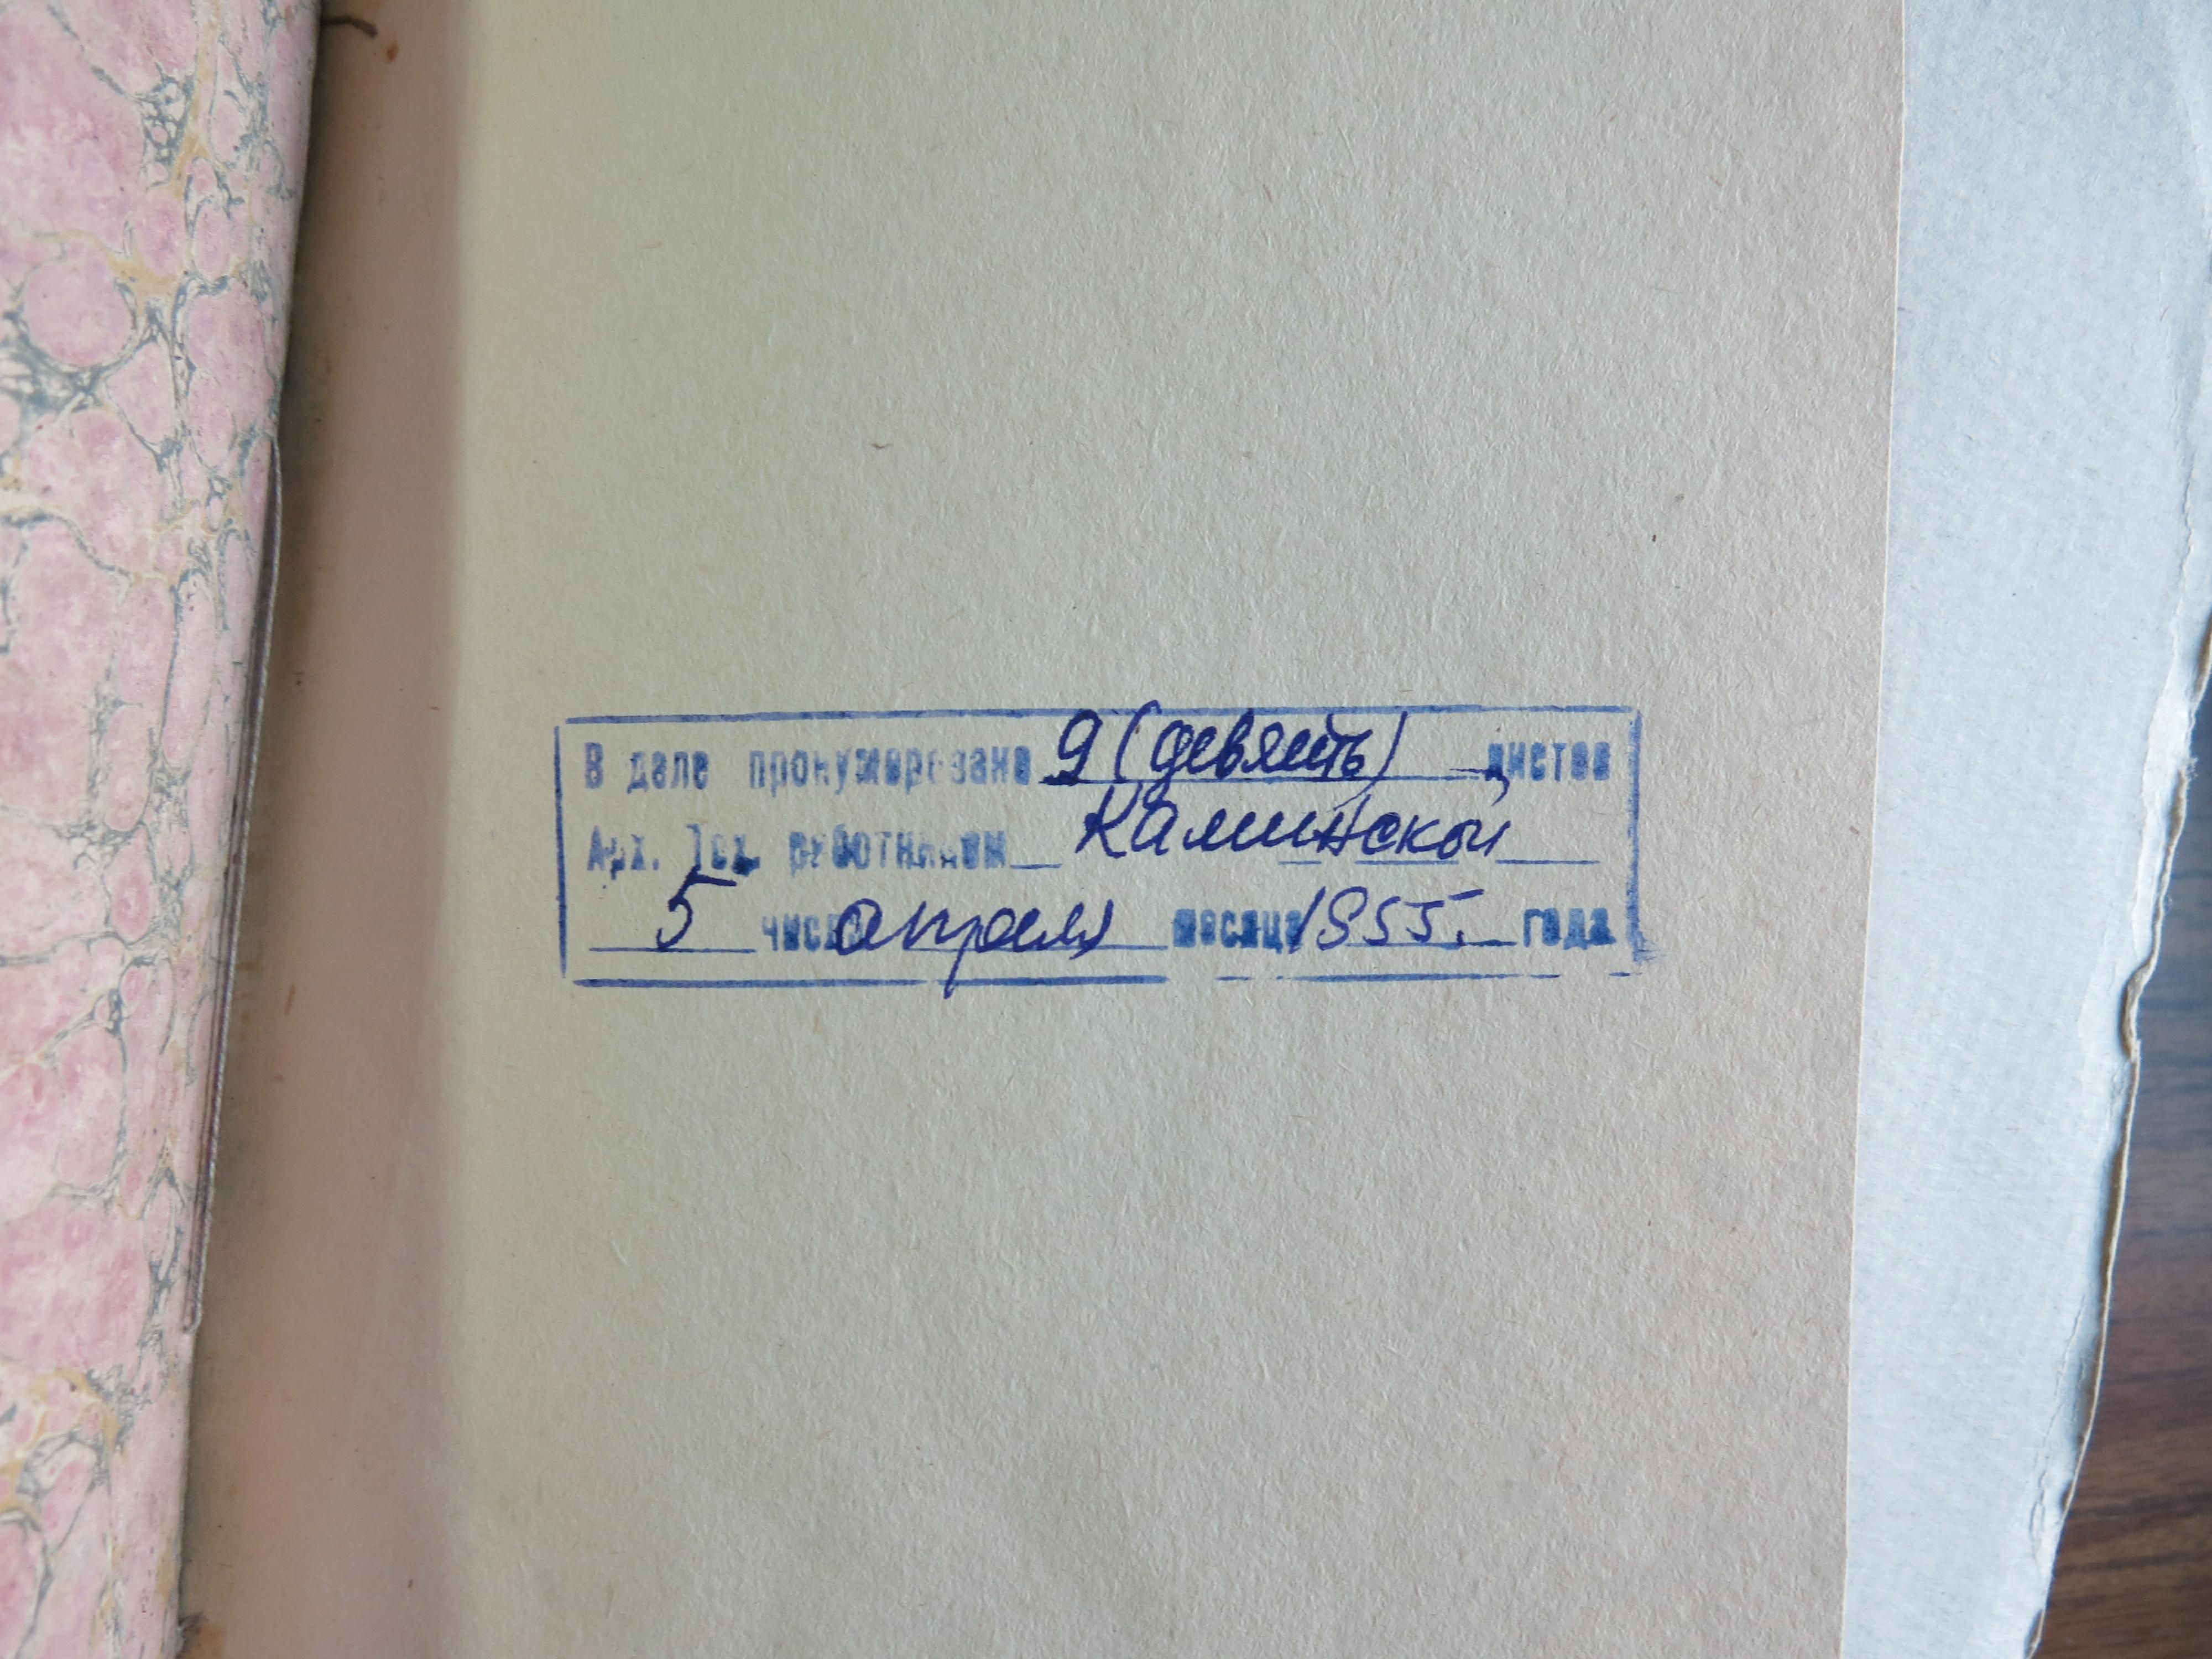 В деле пронумеровано 9 (девять) листов
Арх. Тех. работником Каминской
5 числа апреля месяца 1955. года